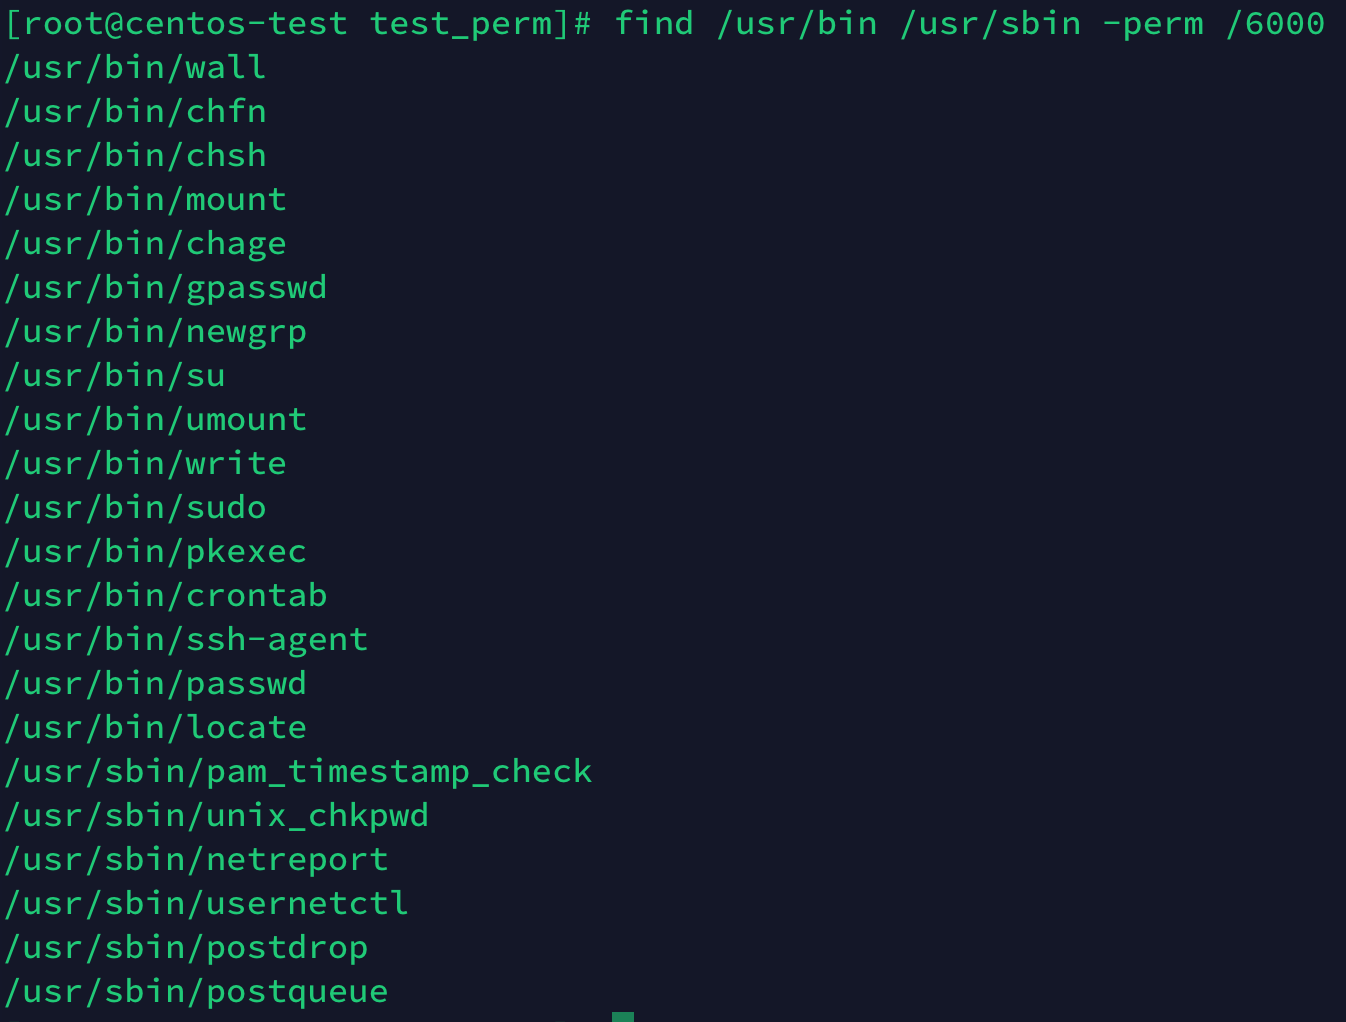 [root@centos-test test_perm]# find /usr/bin /usr/sbin -perm /6000
/usr/bin/wall
/usr/bin/chfn
/usr/bin/chsh
/usr/bin/mount
/usr/bin/chage
/usr/bin/gpasswd
/usr/bin/newgrp
/usr/bin/su
/usr/bin/umount
/usr/bin/write
/usr/bin/sudo
/usr/bin/pkexec
/usr/bin/crontab
/usr/bin/ssh-agent
/usr/bin/passwd
/usr/bin/locate
/usr/sbin/pam_timestamp_check
/usr/sbin/unix_chkpwd
/usr/sbin/netreport
/usr/sbin/usernetctl
/usr/sbin/postdrop
/usr/sbin/postqueue